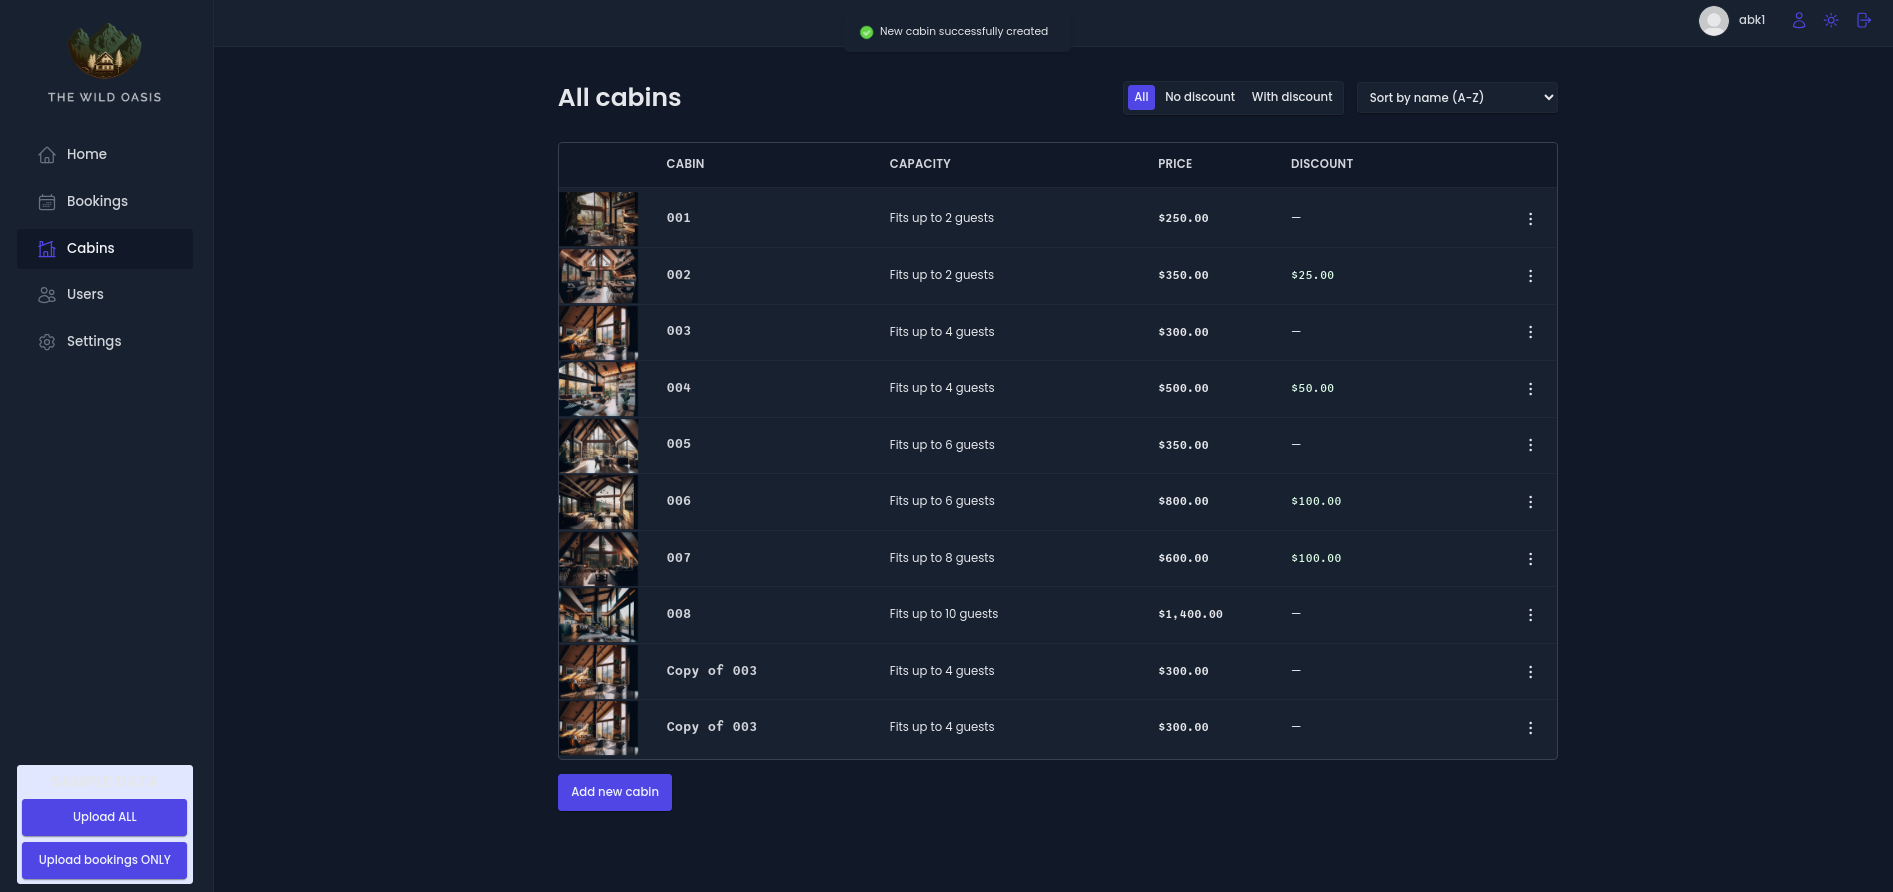 New cabin successfully created
abk1
THE WILD OASIS
Home
Bookings
Cabins
Users
Settings
Upload ALL
Upload bookings ONLY
All cabins
All No discount With discount Sort by name (A-Z)
CABIN CAPACITY PRICE DISCOUNT
001 Fits up to 2 guests $250.00 —
002 Fits up to 2 guests $350.00 $25.00
003 Fits up to 4 guests $300.00 —
004 Fits up to 4 guests $500.00 $50.00
005 Fits up to 6 guests $350.00 —
006 Fits up to 6 guests $800.00 $100.00
007 Fits up to 8 guests $600.00 $100.00
008 Fits up to 10 guests $1,400.00 —
Copy of 003 Fits up to 4 guests $300.00 —
Copy of 003 Fits up to 4 guests $300.00 —
Add new cabin